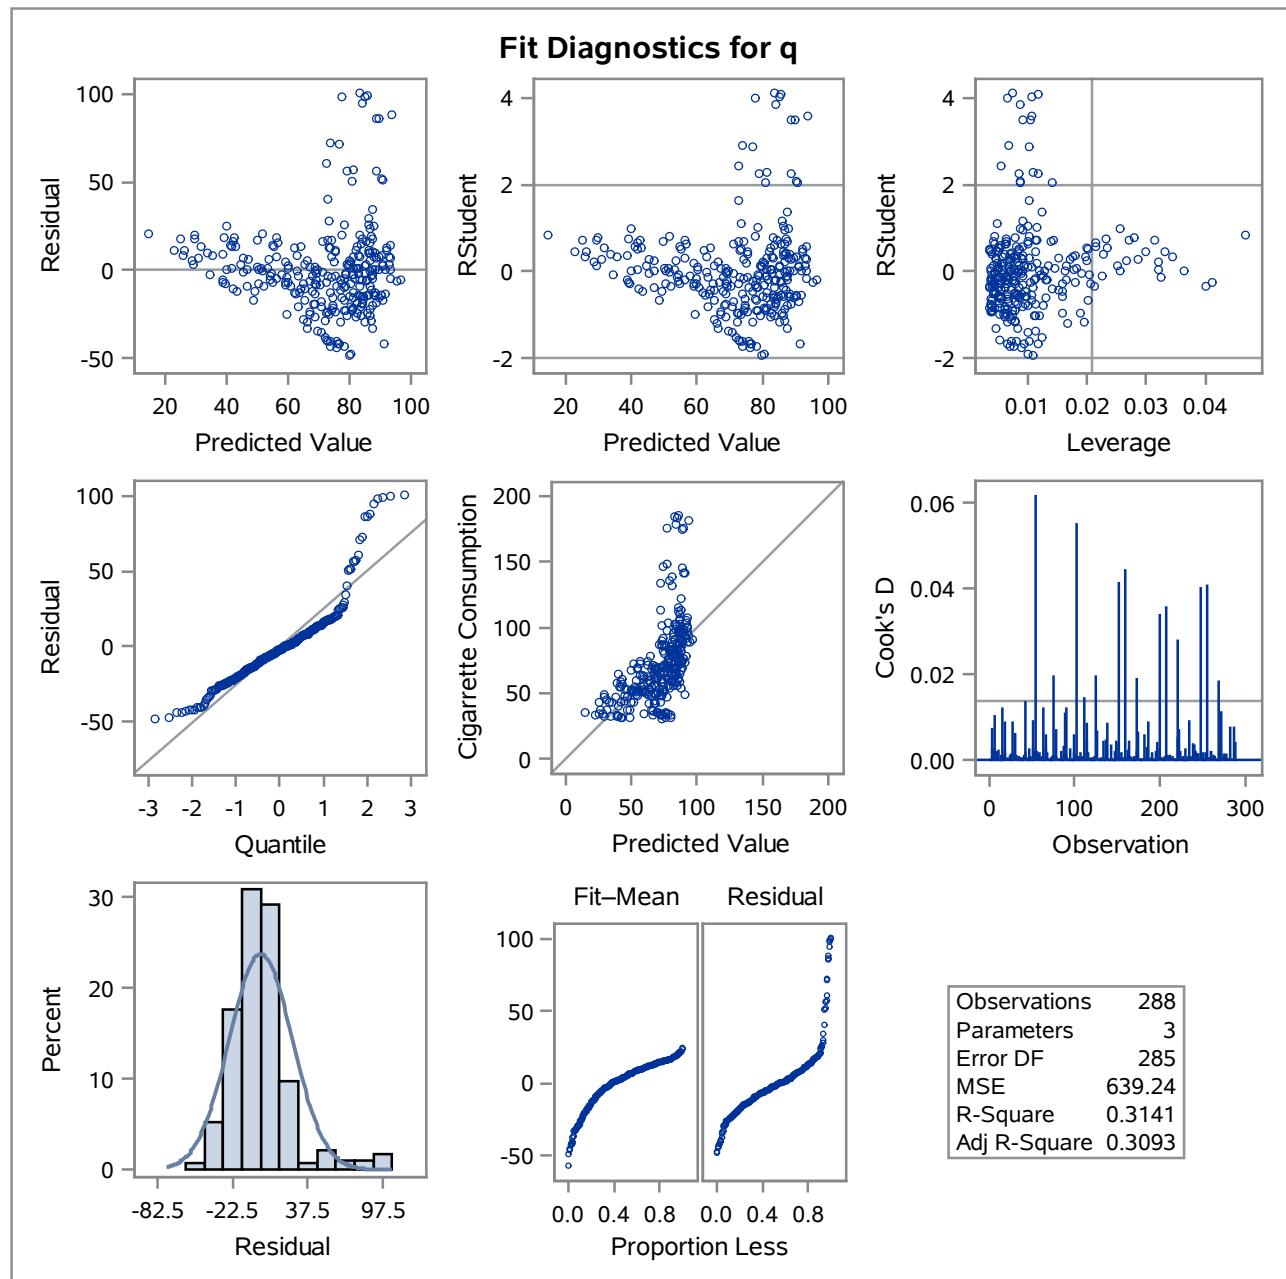 Fit Diagnostics for q
100
50
0
-50
Residual
20 40 60 80 100
Predicted Value
4
2
0
-2
RStudent
20 40 60 80 100
Predicted Value
4
2
0
-2
RStudent
0.01 0.02 0.03 0.04
Leverage
100
50
0
-50
Residual
-3 -2 -1 0 1 2 3
Quantile
200
150
100
50
0
Cigarrette Consumption
0 50 100 150 200
Predicted Value
0.06
0.04
0.02
0.00
Cook's D
0 100 200 300
Observation
30
20
10
0
Percent
-82.5 -22.5 37.5 97.5
Residual
Fit–Mean Residual
100
50
0
-50
0.0 0.4 0.8 0.0 0.4 0.8
Proportion Less
Observations 288
Parameters 3
Error DF 285
MSE 639.24
R-Square 0.3141
Adj R-Square 0.3093